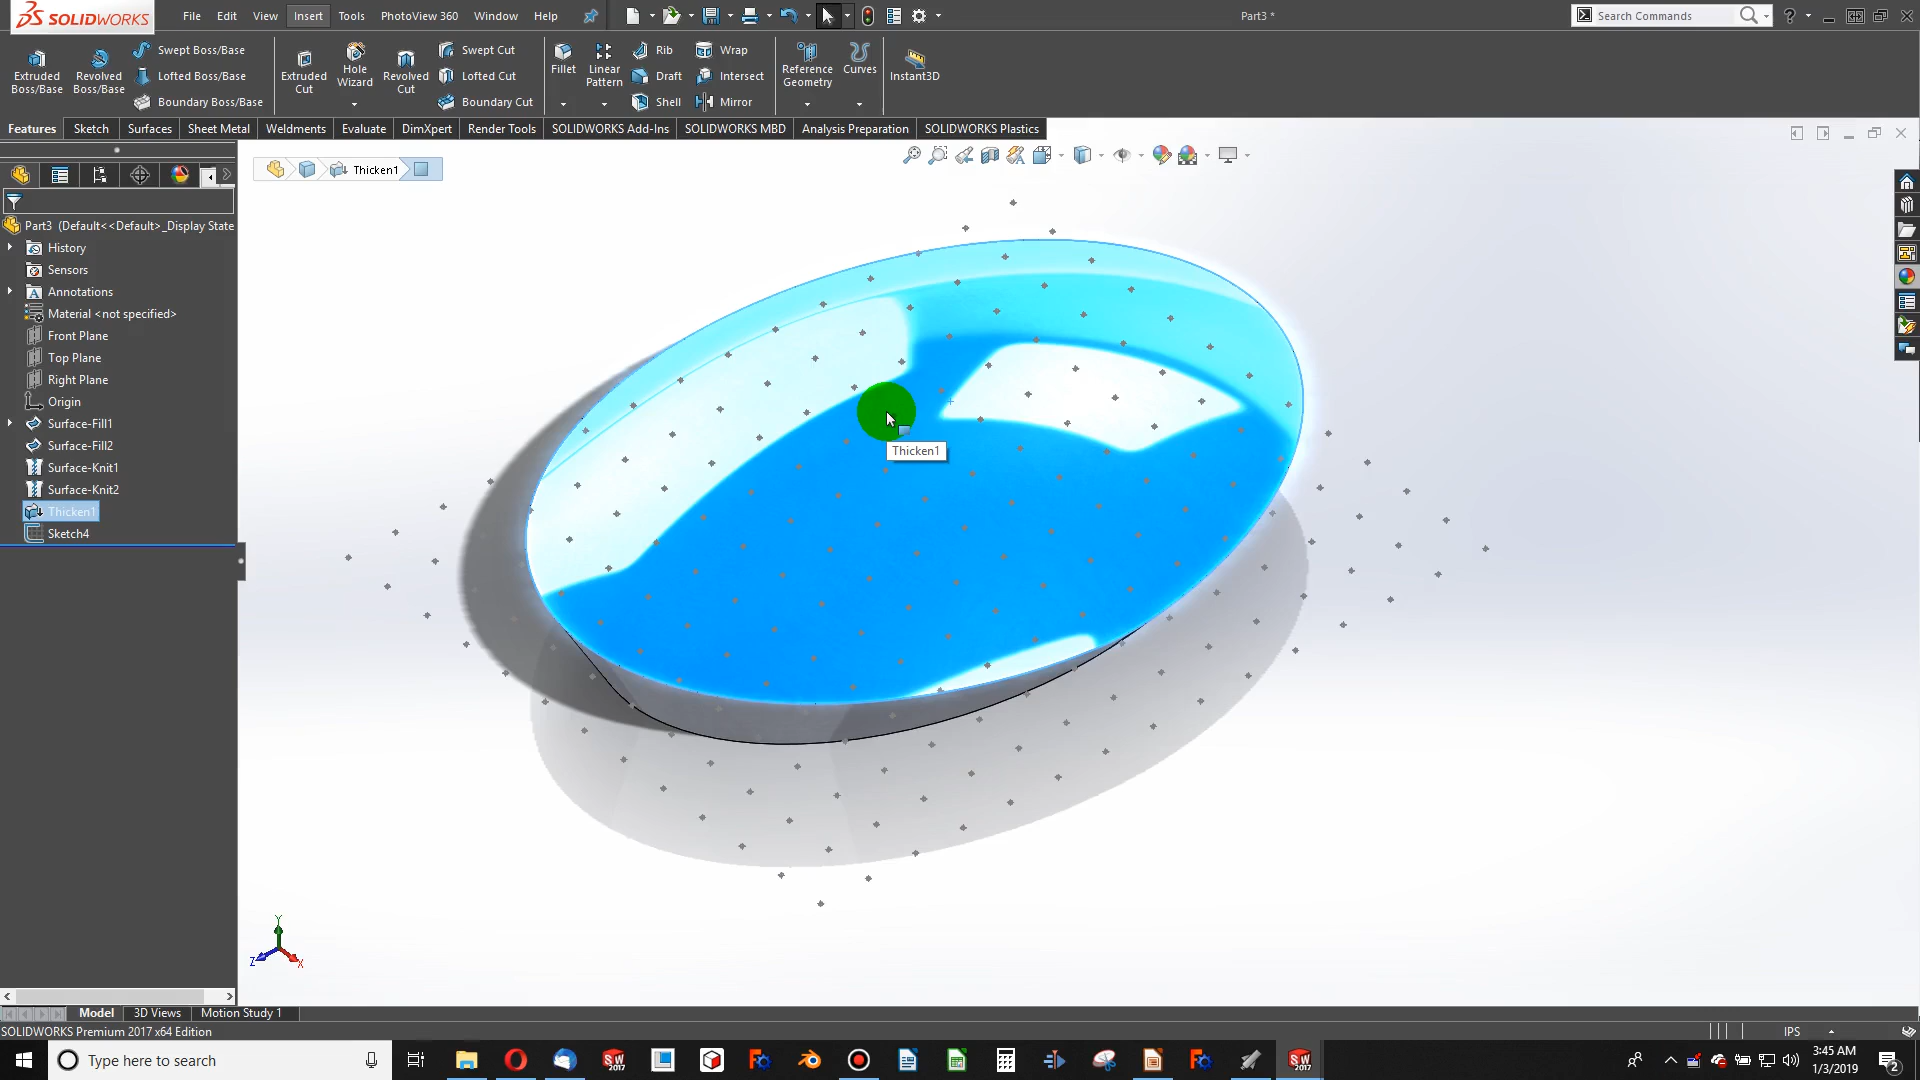 SOLIDWORKS File Edit View Insert Tools PhotoView 360 Window Help Part3 * Search Commands
Extruded Boss/Base
Revolved Boss/Base
Swept Boss/Base
Lofted Boss/Base
Boundary Boss/Base
Extruded Cut
Hole Wizard
Revolved Cut
Swept Cut
Lofted Cut
Boundary Cut
Fillet
Linear Pattern
Rib
Draft
Shell
Wrap
Intersect
Mirror
Reference Geometry
Curves
Instant3D
Features Sketch Surfaces Sheet Metal Weldments Evaluate DimXpert Render Tools SOLIDWORKS Add-Ins SOLIDWORKS MBD Analysis Preparation SOLIDWORKS Plastics
Thicken1
Part3 (Default<<Default>_Display State
History
Sensors
Annotations
Material <not specified>
Front Plane
Top Plane
Right Plane
Origin
Surface-Fill1
Surface-Fill2
Surface-Knit1
Surface-Knit2
Thicken1
Sketch4
Thicken1
Y
Z
X
Model 3D Views Motion Study 1
SOLIDWORKS Premium 2017 x64 Edition IPS
Type here to search
SW 2017
SW 2017
3:45 AM
1/3/2019
2